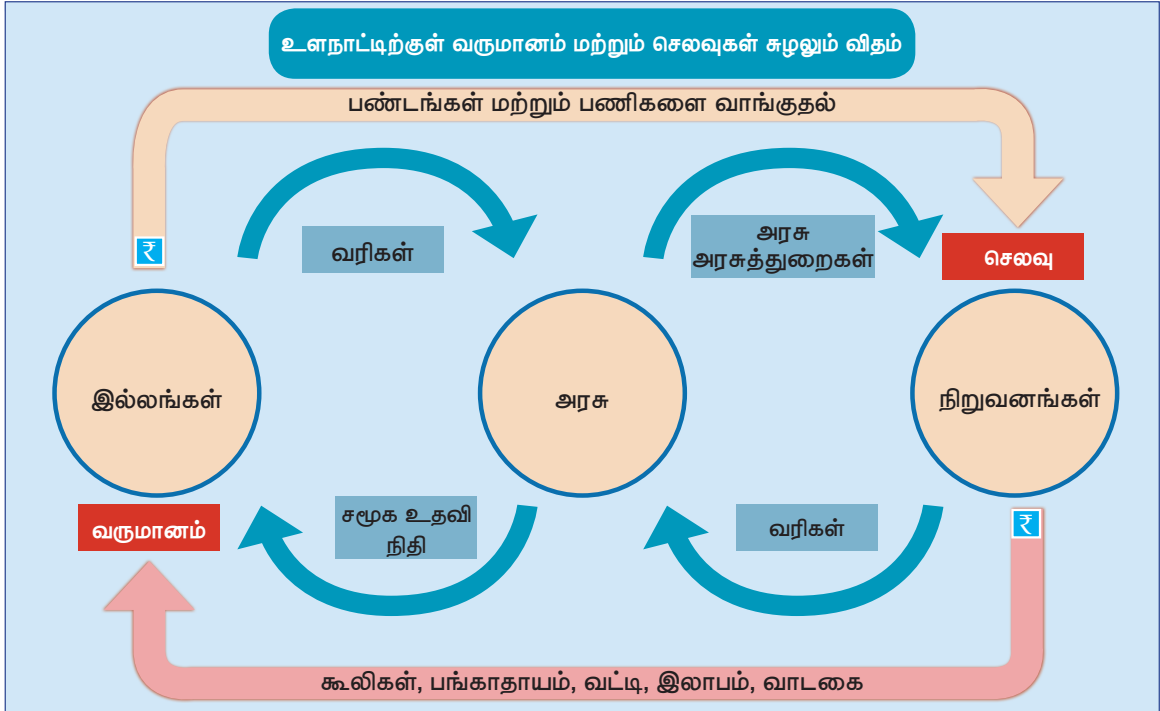 உளநாட்டிற்குள் வருமானம் மற்றும் செலவுகள் சுழலும் விதம்
பண்டங்கள் மற்றும் பணிகளை வாங்குதல்
₹
வரிகள்
அரசு
அரசுத்துறைகள்
செலவு
இல்லங்கள்
அரசு
நிறுவனங்கள்
வருமானம்
சமூக உதவி
நிதி
வரிகள்
₹
கூலிகள், பங்காதாயம், வட்டி, இலாபம், வாடகை